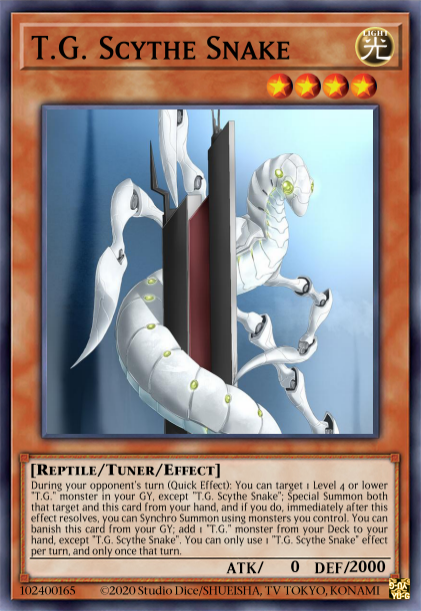 T.G. Scythe Snake
LIGHT
光
[Reptile/Tuner/Effect]
During your opponent's turn (Quick Effect): You can target 1 Level 4 or lower
"T.G." monster in your GY, except "T.G. Scythe Snake"; Special Summon both
that target and this card from your hand, and if you do, immediately after this
effect resolves, you can Synchro Summon using monsters you control. You can
banish this card from your GY; add 1 "T.G." monster from your Deck to your
hand, except "T.G. Scythe Snake". You can only use 1 "T.G. Scythe Snake" effect
per turn, and only once that turn.
ATK/ 0 DEF/2000
102400165 ©2020 Studio Dice/SHUEISHA, TV TOKYO, KONAMI